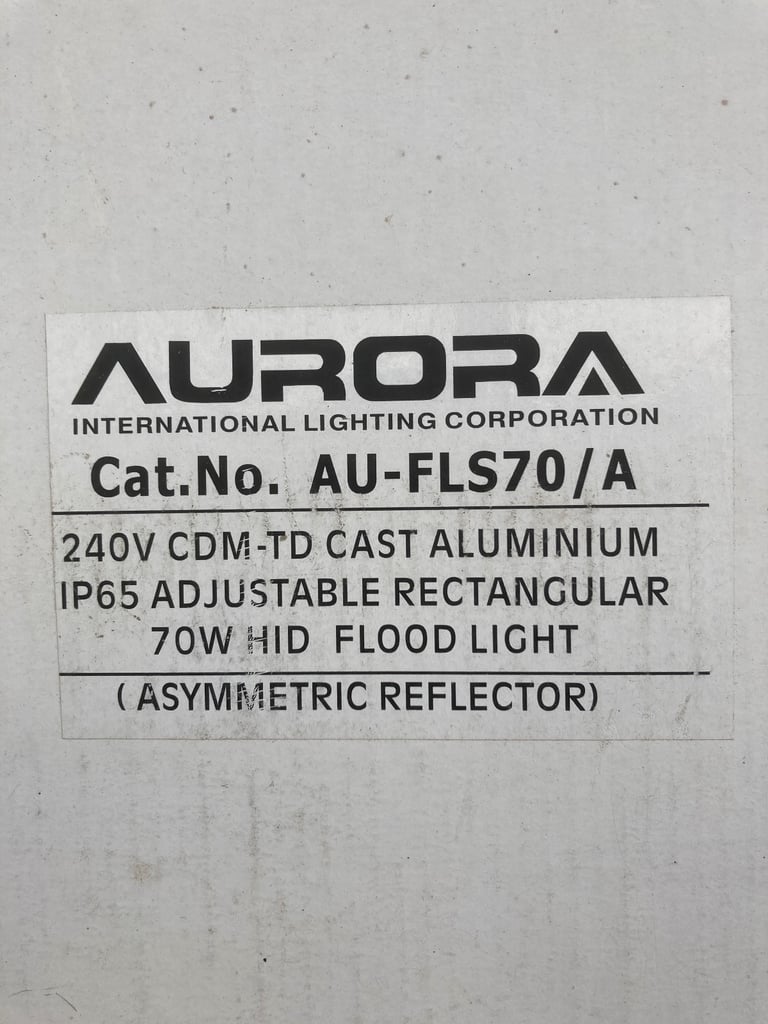 AURORA
INTERNATIONAL LIGHTING CORPORATION
Cat.No. AU-FLS70/A
240V CDM-TD CAST ALUMINIUM
IP65 ADJUSTABLE RECTANGULAR
70W HID FLOOD LIGHT
( ASYMMETRIC REFLECTOR)